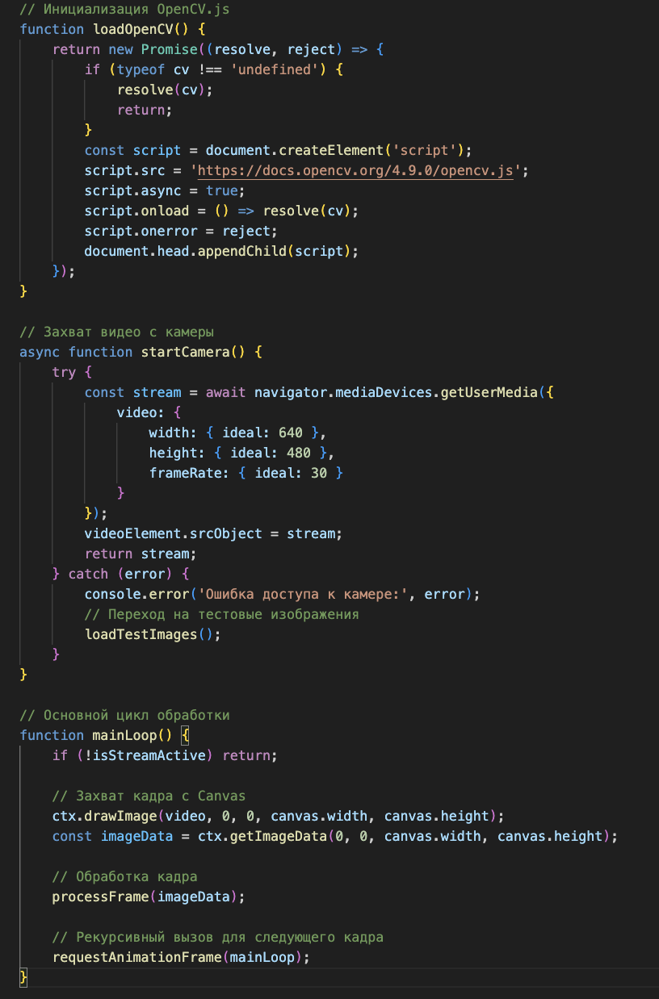 // Инициализация OpenCV.js
function loadOpenCV() {
    return new Promise((resolve, reject) => {
        if (typeof cv !== 'undefined') {
            resolve(cv);
            return;
        }
        const script = document.createElement('script');
        script.src = 'https://docs.opencv.org/4.9.0/opencv.js';
        script.async = true;
        script.onload = () => resolve(cv);
        script.onerror = reject;
        document.head.appendChild(script);
    });
}

// Захват видео с камеры
async function startCamera() {
    try {
        const stream = await navigator.mediaDevices.getUserMedia({
            video: {
                width: { ideal: 640 },
                height: { ideal: 480 },
                frameRate: { ideal: 30 }
            }
        });
        videoElement.srcObject = stream;
        return stream;
    } catch (error) {
        console.error('Ошибка доступа к камере:', error);
        // Переход на тестовые изображения
        loadTestImages();
    }
}

// Основной цикл обработки
function mainLoop() {
    if (!isStreamActive) return;

    // Захват кадра с Canvas
    ctx.drawImage(video, 0, 0, canvas.width, canvas.height);
    const imageData = ctx.getImageData(0, 0, canvas.width, canvas.height);

    // Обработка кадра
    processFrame(imageData);

    // Рекурсивный вызов для следующего кадра
    requestAnimationFrame(mainLoop);
}